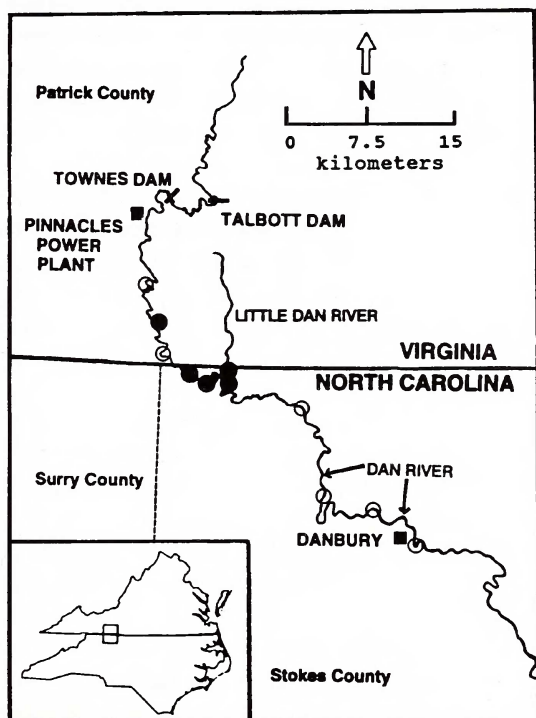 Patrick County
N
0 7.5 15
kilometers
TOWNES DAM
TALBOTT DAM
PINNACLES
POWER
PLANT
LITTLE DAN RIVER
VIRGINIA
NORTH CAROLINA
Surry County
DAN RIVER
DANBURY
Stokes County